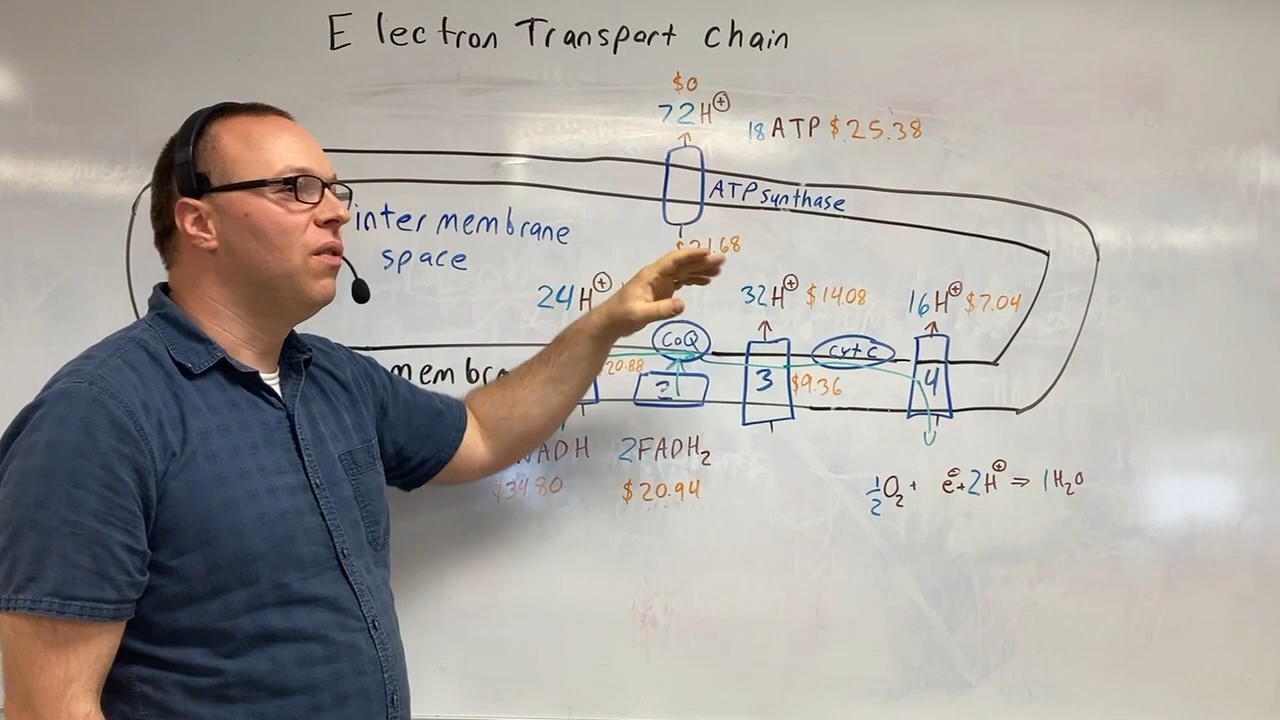 Electron Transport chain
$0
72H⊕
18 ATP $25.38
ATP synthase
inter membrane
space
24H⊕
32H⊕ $14.08
16H⊕ $7.04
CoQ
cyt c
20.88
2
3
$9.36
4
NADH
2FADH₂
$34.80
$20.94
½O₂ + e⁻ + 2H⊕ ⇒ 1H₂O